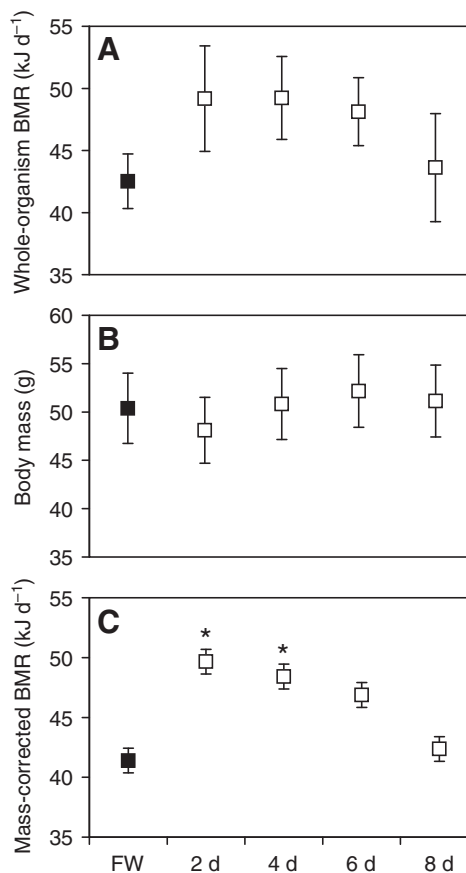 A
Whole-organism BMR (kJ d⁻¹)
55
50
45
40
35
B
Body mass (g)
60
55
50
45
40
35
C
Mass-corrected BMR (kJ d⁻¹)
55
50
45
40
35
*
*
FW 2 d 4 d 6 d 8 d